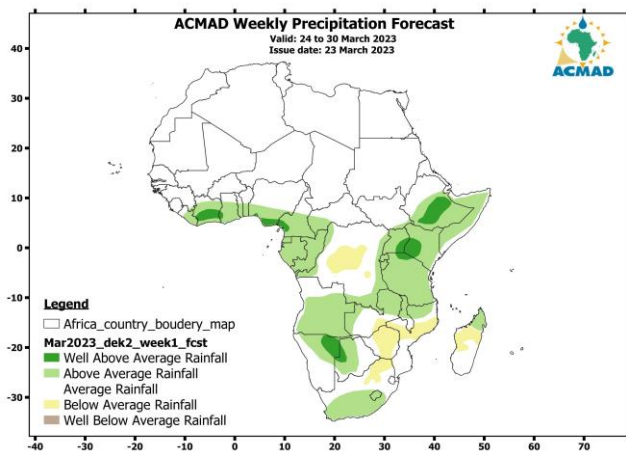 ACMAD Weekly Precipitation Forecast
Valid: 24 to 30 March 2023
Issue date: 23 March 2023
ACMAD
40
30
20
10
0
-10
-20
-30
Legend
Africa_country_boudery_map
Mar2023_dek2_week1_fcst
Well Above Average Rainfall
Above Average Rainfall
Average Rainfall
Below Average Rainfall
Well Below Average Rainfall
-40 -30 -20 -10 0 10 20 30 40 50 60 70